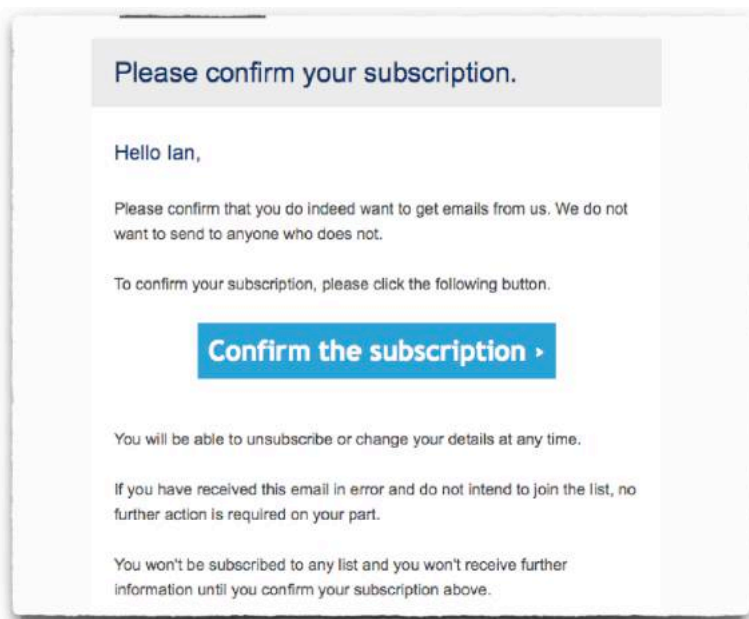 Please confirm your subscription.
Hello Ian,
Please confirm that you do indeed want to get emails from us. We do not
want to send to anyone who does not.
To confirm your subscription, please click the following button.
Confirm the subscription ›
You will be able to unsubscribe or change your details at any time.
If you have received this email in error and do not intend to join the list, no
further action is required on your part.
You won't be subscribed to any list and you won't receive further
information until you confirm your subscription above.